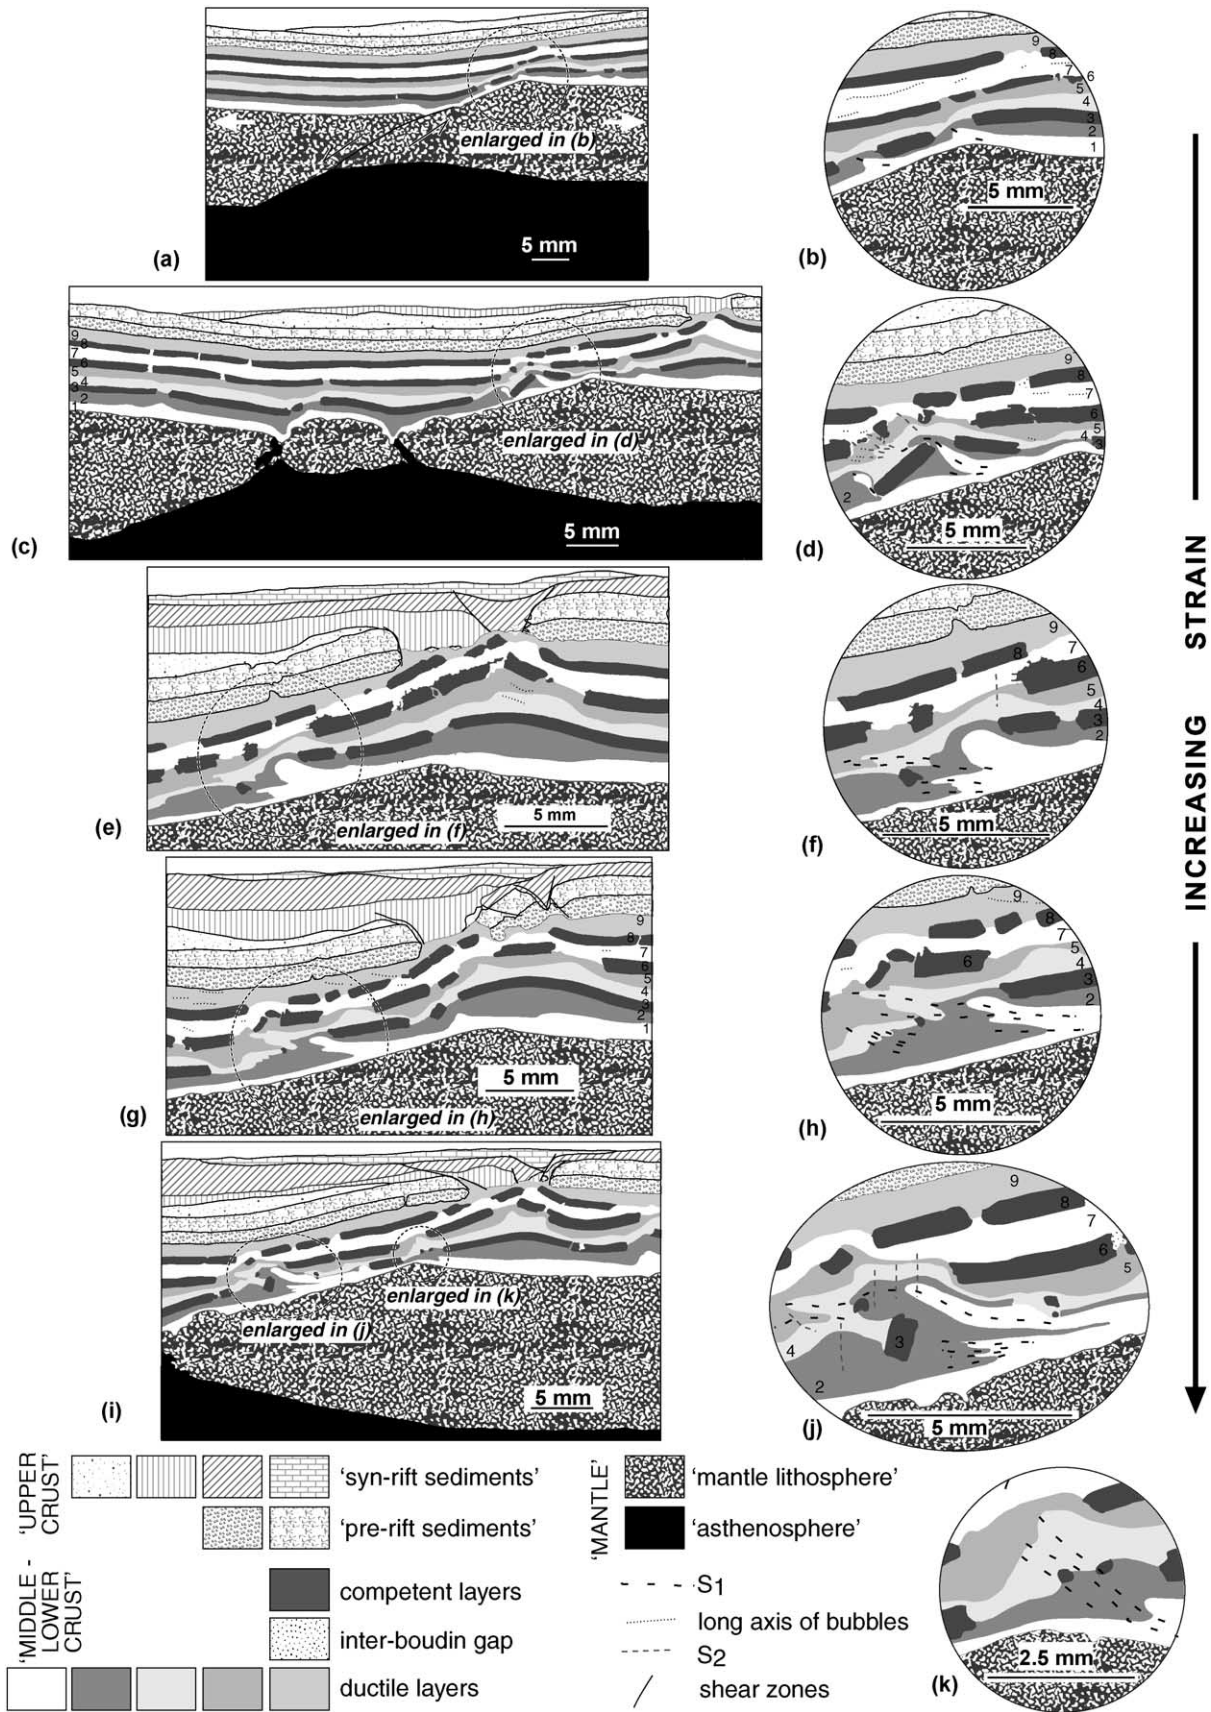 enlarged in (b)
5 mm
(a)
9
8
7
6
5
4
3
2
1
5 mm
(b)
9
8
7
6
5
4
3
2
1
enlarged in (d)
5 mm
(c)
9
8
7
6
5
4
3
2
5 mm
(d)
enlarged in (f)
5 mm
(e)
9
7
8
6
5
4
3
2
5 mm
(f)
9
8
7
6
5
4
3
2
1
5 mm
enlarged in (h)
(g)
9
8
7
6
5
4
3
2
5 mm
(h)
enlarged in (k)
enlarged in (j)
5 mm
(i)
9
8
7
6
5
3
4
2
5 mm
(j)
7
2.5 mm
(k)
INCREASING STRAIN
'UPPER CRUST'
'syn-rift sediments'
'pre-rift sediments'
'MIDDLE - LOWER CRUST'
competent layers
inter-boudin gap
ductile layers
'MANTLE'
'mantle lithosphere'
'asthenosphere'
S1
long axis of bubbles
S2
shear zones